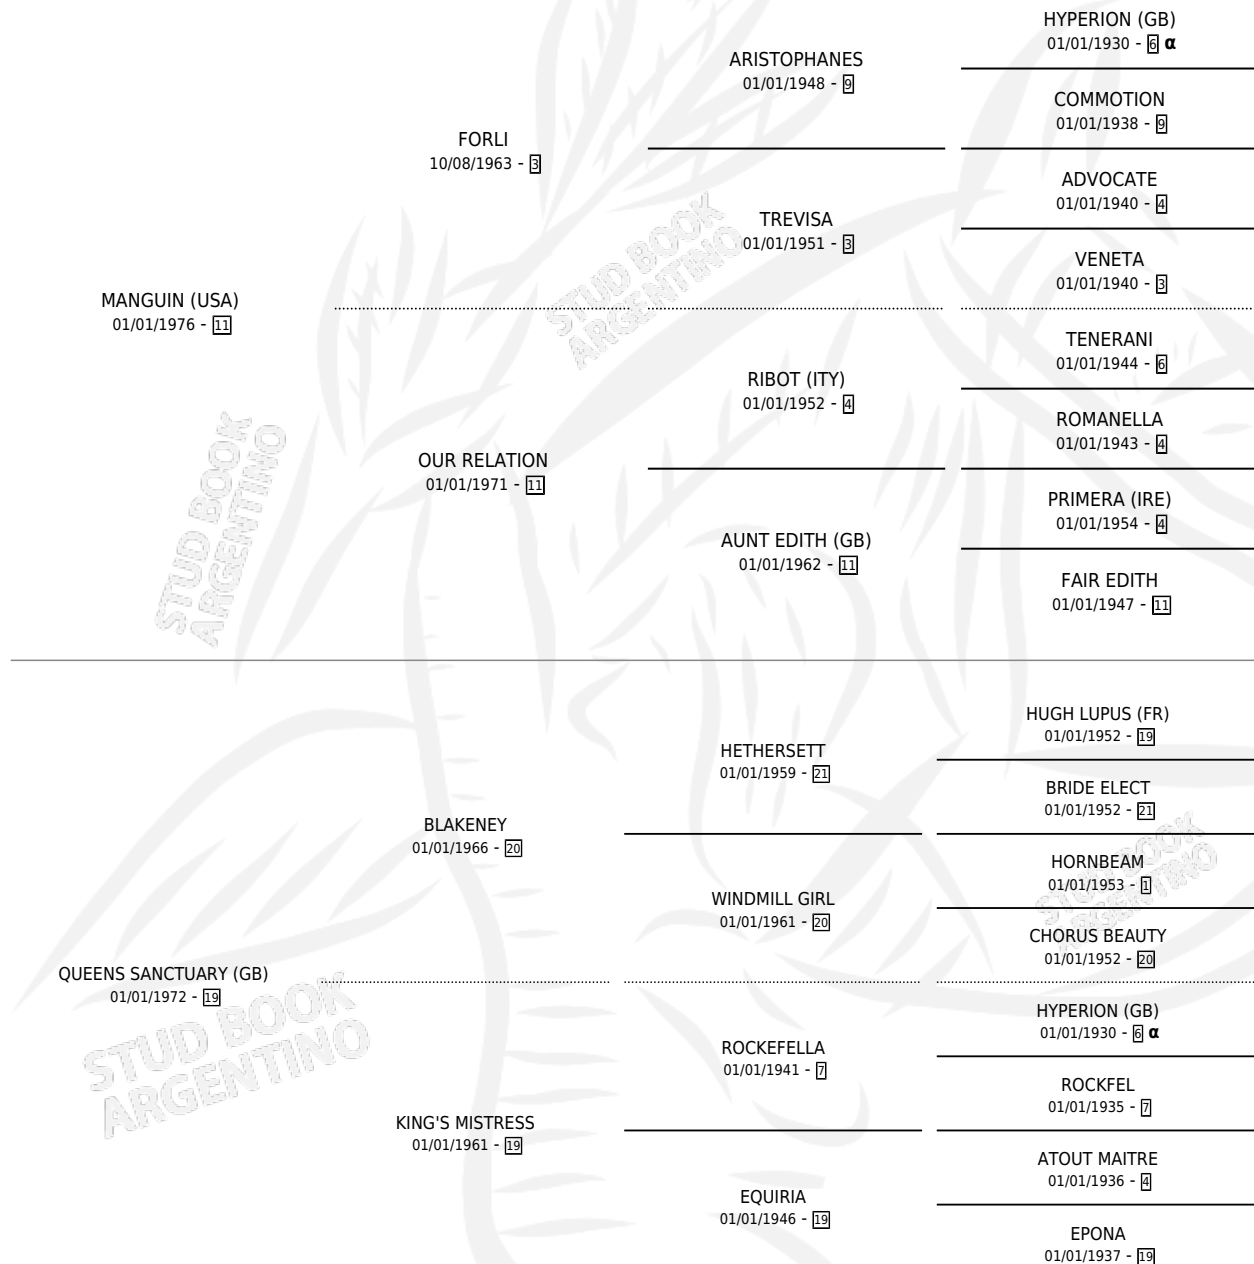 HYPERION (GB)
01/01/1930 - 6 α
ARISTOPHANES
01/01/1948 - 9
COMMOTION
01/01/1938 - 9
FORLI
10/08/1963 - 3
ADVOCATE
01/01/1940 - 4
TREVISA
01/01/1951 - 3
VENETA
01/01/1940 - 3
MANGUIN (USA)
01/01/1976 - 11
TENERANI
01/01/1944 - 6
RIBOT (ITY)
01/01/1952 - 4
ROMANELLA
01/01/1943 - 4
OUR RELATION
01/01/1971 - 11
PRIMERA (IRE)
01/01/1954 - 4
AUNT EDITH (GB)
01/01/1962 - 11
FAIR EDITH
01/01/1947 - 11
HUGH LUPUS (FR)
01/01/1952 - 19
HETHERSETT
01/01/1959 - 21
BRIDE ELECT
01/01/1952 - 21
BLAKENEY
01/01/1966 - 20
HORNBEAM
01/01/1953 - 1
WINDMILL GIRL
01/01/1961 - 20
CHORUS BEAUTY
01/01/1952 - 20
QUEENS SANCTUARY (GB)
01/01/1972 - 19
HYPERION (GB)
01/01/1930 - 6 α
ROCKEFELLA
01/01/1941 - 7
ROCKFEL
01/01/1935 - 7
KING'S MISTRESS
01/01/1961 - 19
ATOUT MAITRE
01/01/1936 - 4
EQUIRIA
01/01/1946 - 19
EPONA
01/01/1937 - 19
STUD BOOK
ARGENTINO
STUD BOOK
ARGENTINO
STUD BOOK
ARGENTINO
STUD BOOK
ARGENTINO